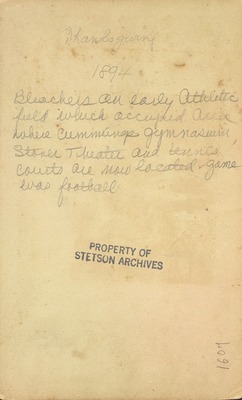 Thanksgiving
1894
Bleachers on early Athletic
field which occupied area
where Cummings gymnasium,
Stover Theater and tennis
courts are now located. Game
was football
PROPERTY OF
STETSON ARCHIVES
1607